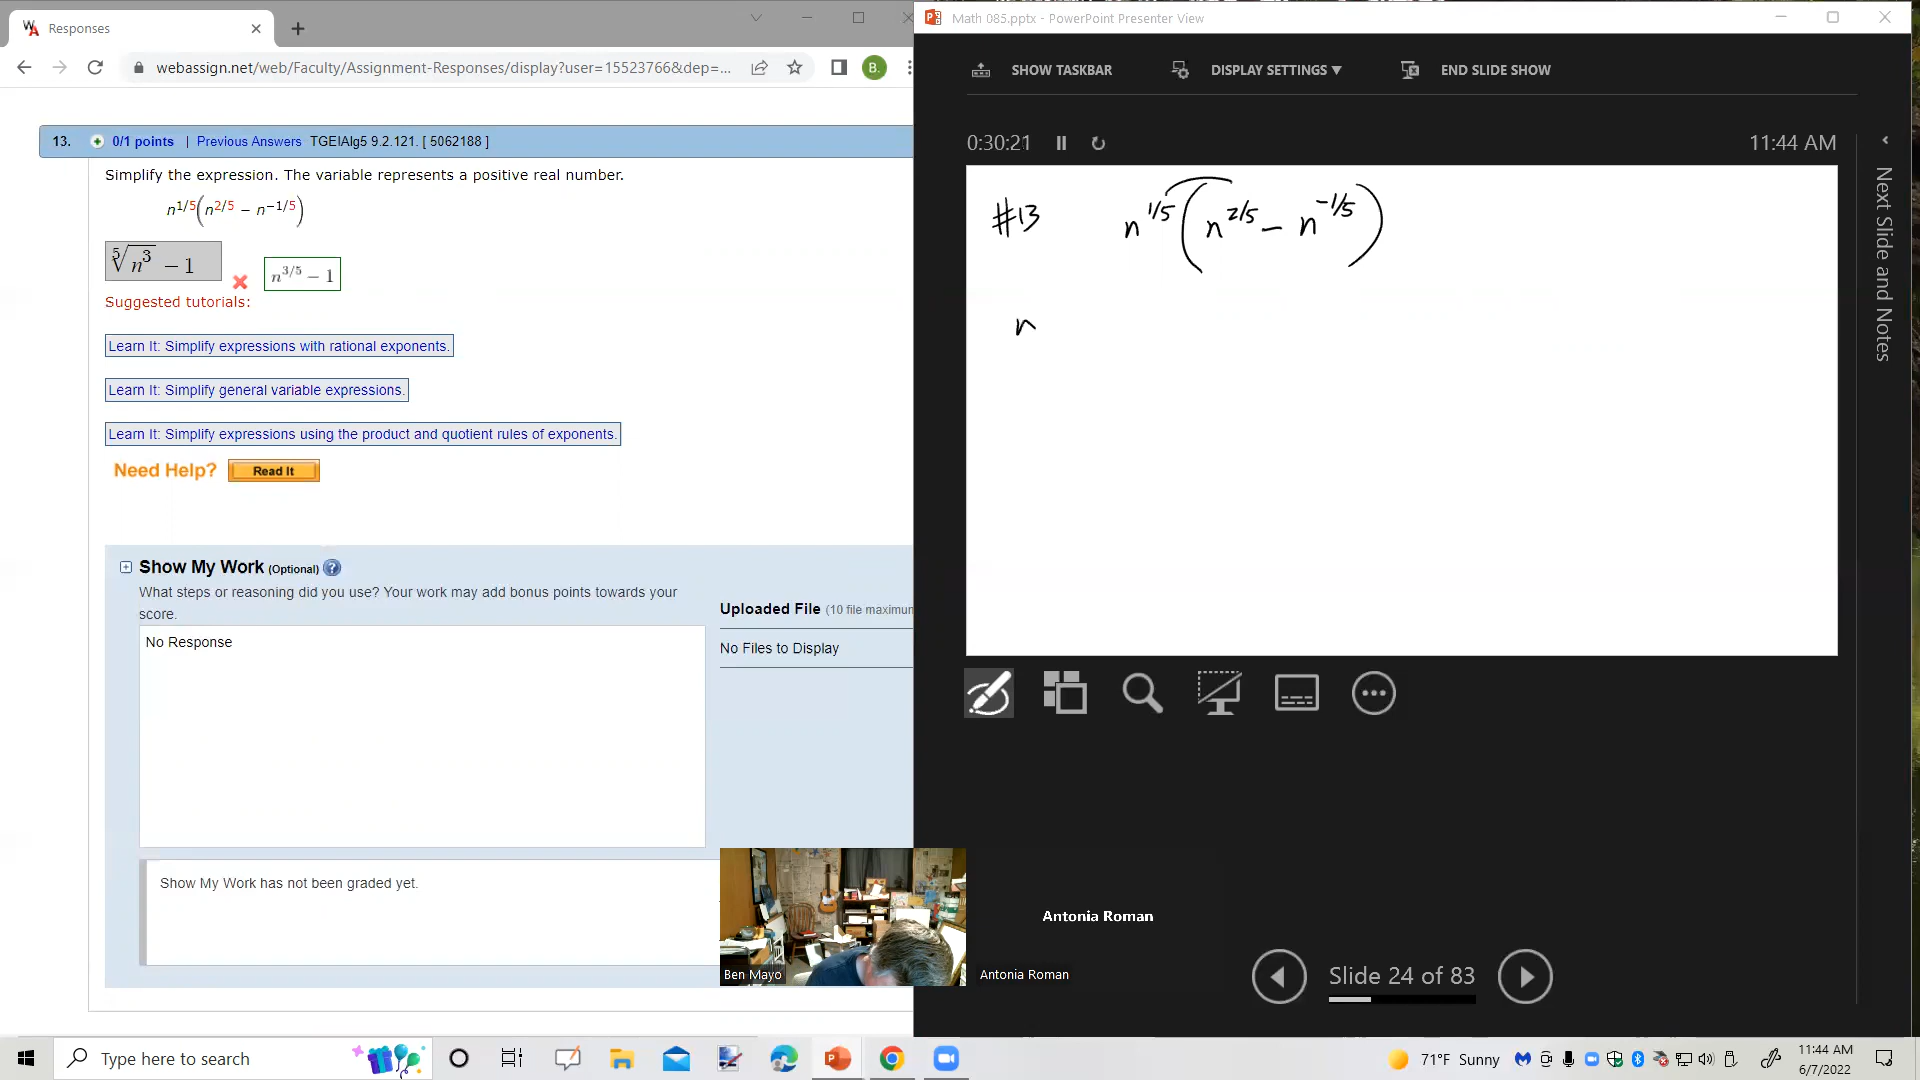 Responses
webassign.net/web/Faculty/Assignment-Responses/display?user=15523766&dep=...
B.
13. 0/1 points | Previous Answers TGEIAlg5 9.2.121. [ 5062188 ]
Simplify the expression. The variable represents a positive real number.
n^{1/5}(n^{2/5} − n^{−1/5})
\sqrt[5]{n^3} − 1
n^{3/5} − 1
Suggested tutorials:
Learn It: Simplify expressions with rational exponents.
Learn It: Simplify general variable expressions.
Learn It: Simplify expressions using the product and quotient rules of exponents.
Need Help? Read It
Show My Work (Optional) ?
What steps or reasoning did you use? Your work may add bonus points towards your
score.
No Response
Uploaded File (10 file maximum
No Files to Display
Show My Work has not been graded yet.
Math 085.pptx - PowerPoint Presenter View
SHOW TASKBAR
DISPLAY SETTINGS ▾
END SLIDE SHOW
0:30:21
11:44 AM
#13 n^{1/5}(n^{2/5} − n^{−1/5})
n
Next Slide and Notes
Antonia Roman
Ben Mayo
Antonia Roman
Slide 24 of 83
Type here to search
71°F Sunny
11:44 AM
6/7/2022